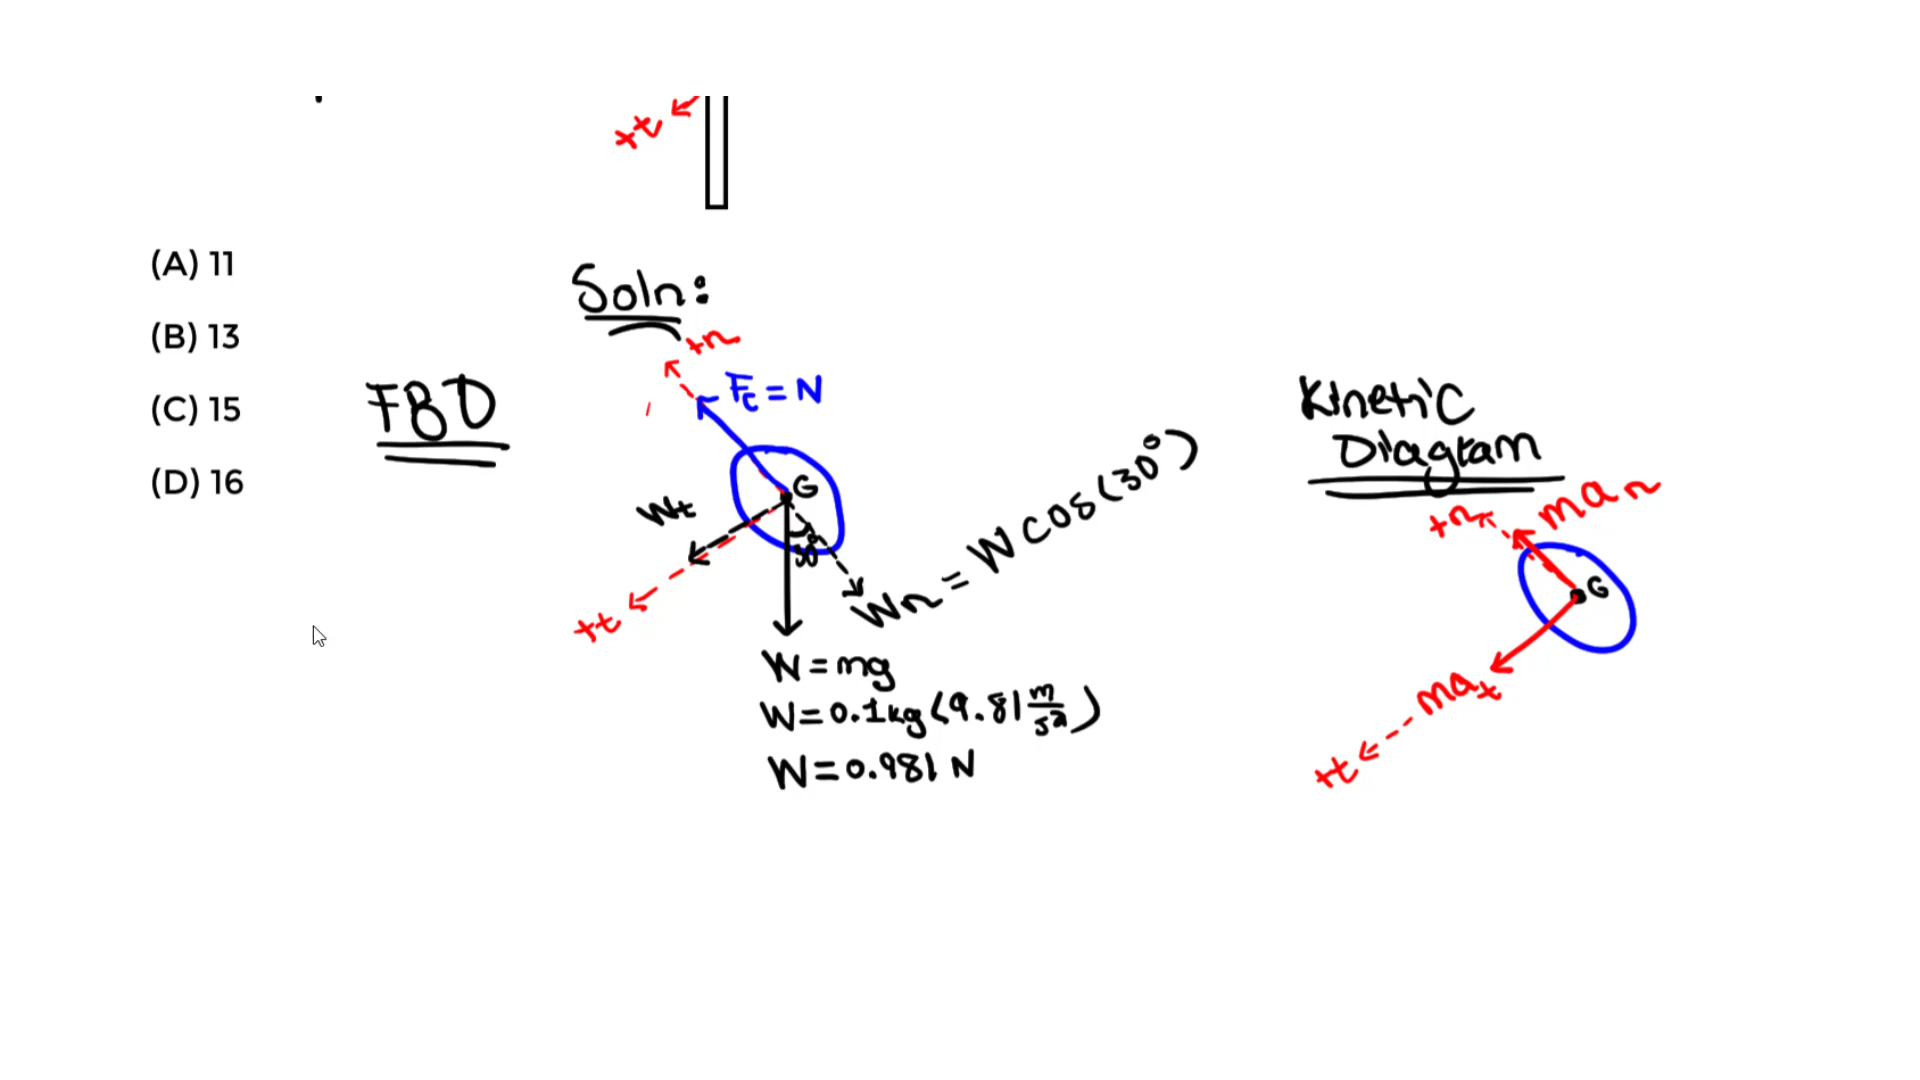 +t
(A) 11
(B) 13
(C) 15
(D) 16
Soln:
FBD
+n
Fc = N
G
Wt
30°
+t
Wn = W cos(30°)
W = mg
W = 0.1kg (9.81 m/s²)
W = 0.981 N
Kinetic
Diagram
man
+n
G
mat
+t